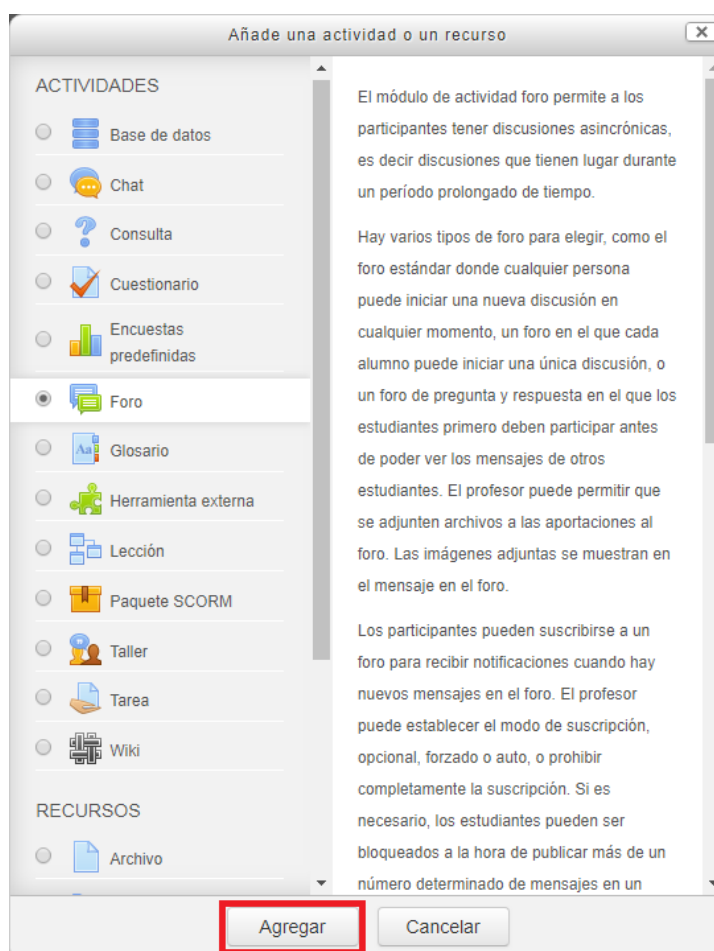 Añade una actividad o un recurso
ACTIVIDADES
Base de datos
Chat
Consulta
Cuestionario
Encuestas
predefinidas
Foro
Glosario
Herramienta externa
Lección
Paquete SCORM
Taller
Tarea
Wiki
RECURSOS
Archivo
El módulo de actividad foro permite a los
participantes tener discusiones asincrónicas,
es decir discusiones que tienen lugar durante
un período prolongado de tiempo.
Hay varios tipos de foro para elegir, como el
foro estándar donde cualquier persona
puede iniciar una nueva discusión en
cualquier momento, un foro en el que cada
alumno puede iniciar una única discusión, o
un foro de pregunta y respuesta en el que los
estudiantes primero deben participar antes
de poder ver los mensajes de otros
estudiantes. El profesor puede permitir que
se adjunten archivos a las aportaciones al
foro. Las imágenes adjuntas se muestran en
el mensaje en el foro.
Los participantes pueden suscribirse a un
foro para recibir notificaciones cuando hay
nuevos mensajes en el foro. El profesor
puede establecer el modo de suscripción,
opcional, forzado o auto, o prohibir
completamente la suscripción. Si es
necesario, los estudiantes pueden ser
bloqueados a la hora de publicar más de un
número determinado de mensajes en un
Agregar
Cancelar